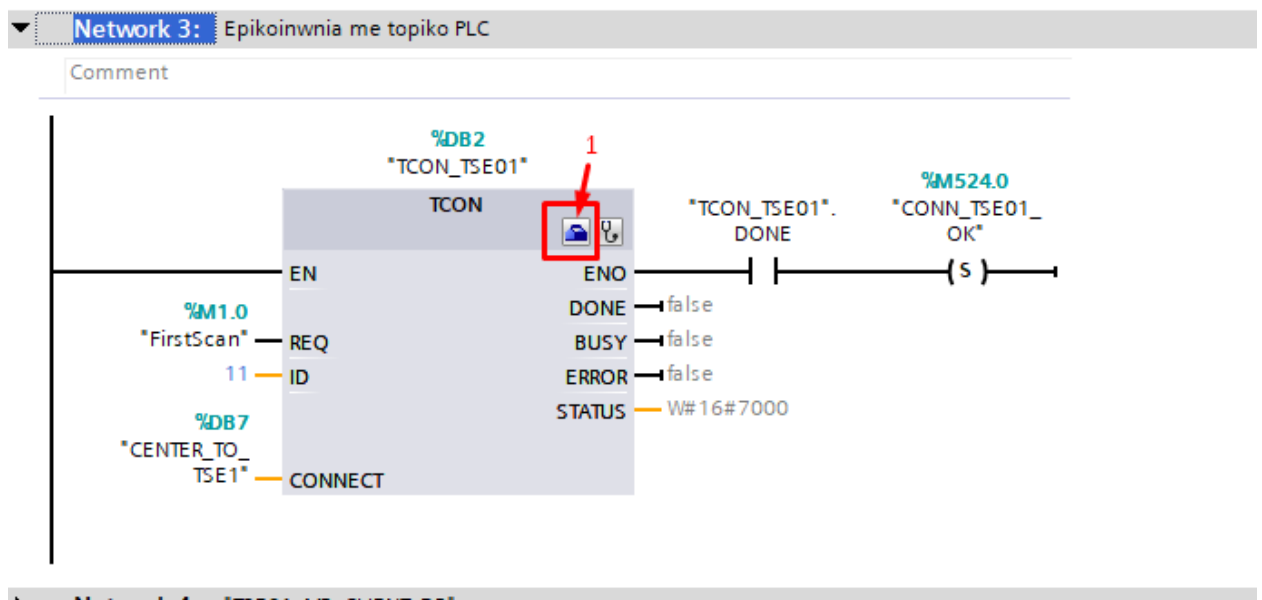 Network 3: Epikoinwnia me topiko PLC
Comment
%DB2
"TCON_TSE01"
1
TCON
%M524.0
"TCON_TSE01".
DONE
"CONN_TSE01_
OK"
EN
ENO
S
%M1.0
"FirstScan"
REQ
DONE
false
BUSY
false
11
ID
ERROR
false
STATUS
W#16#7000
%DB7
"CENTER_TO_
TSE1"
CONNECT